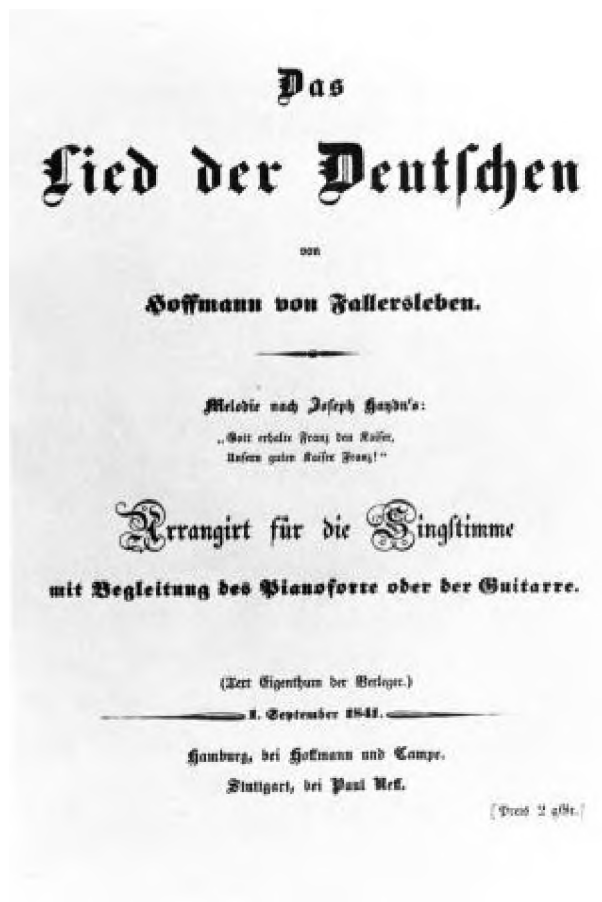 Das
Lied der Deutſchen
von
Hoffmann von Fallersleben.
Melodie nach Joſeph Haydn's:
„Gott erhalte Franz den Kaiſer,
Unſern guten Kaiſer Franz!“
Arrangirt für die Singſtimme
mit Begleitung des Pianoforte oder der Guitarre.
(Text Eigenthum der Verleger.)
1. September 1841.
Hamburg, bei Hoffmann und Campe.
Stuttgart, bei Paul Neff.
[Preis 2 gGr.]